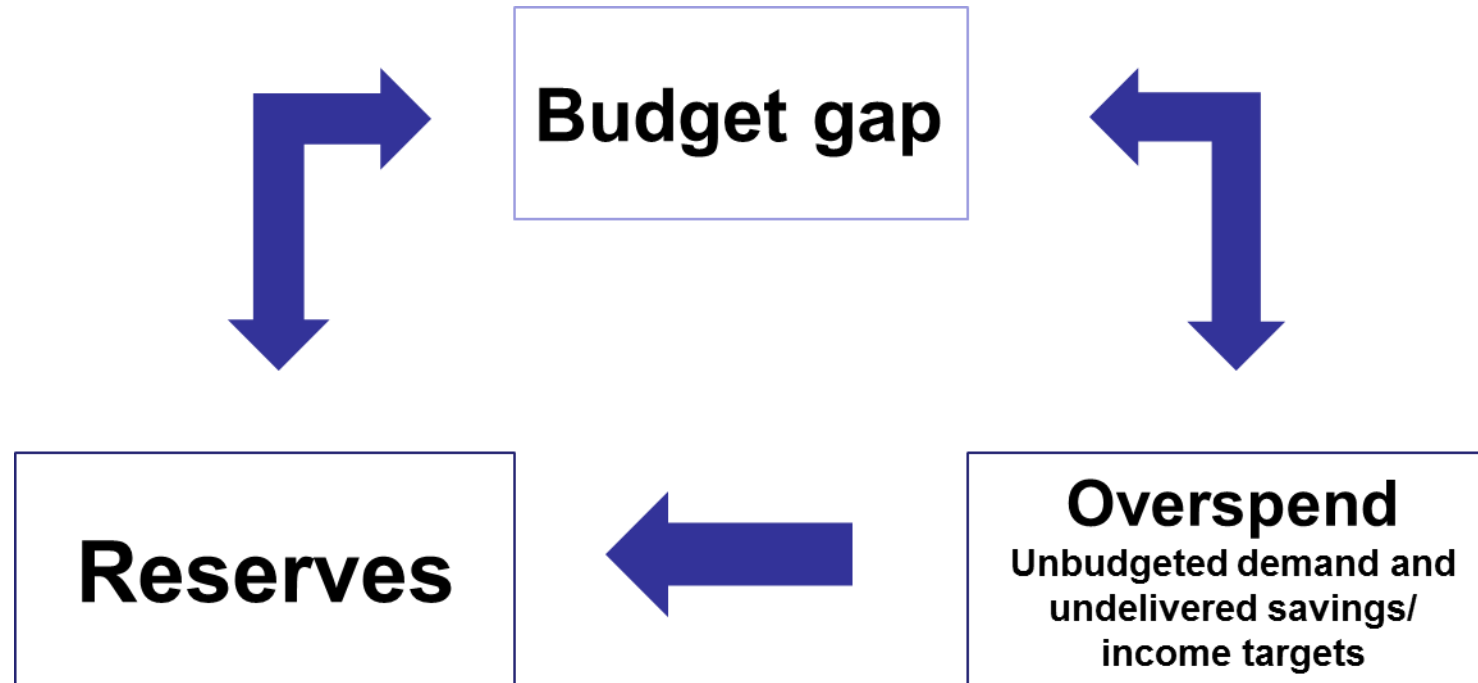 Budget gap
Reserves
Overspend
Unbudgeted demand and
undelivered savings/
income targets